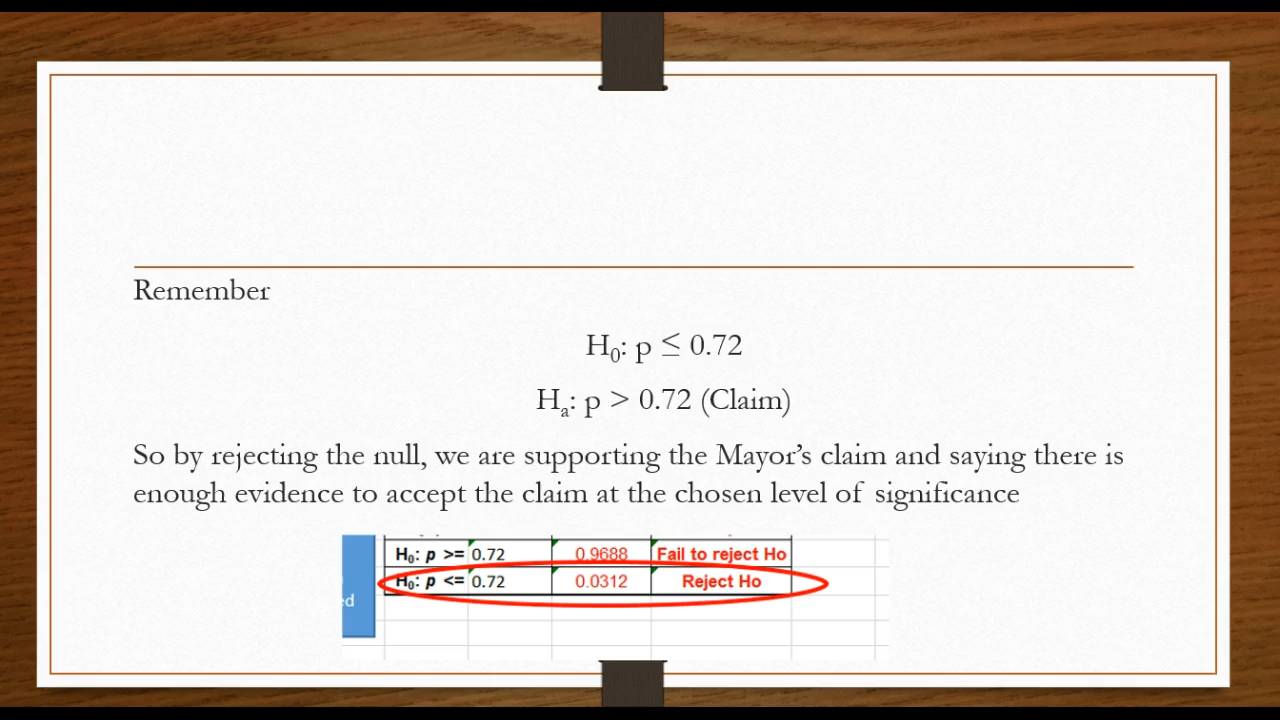 Remember
H₀: p ≤ 0.72
Hₐ: p > 0.72 (Claim)
So by rejecting the null, we are supporting the Mayor’s claim and saying there is
enough evidence to accept the claim at the chosen level of significance
H₀: p >= 0.72 0.9688 Fail to reject Ho
H₀: p <= 0.72 0.0312 Reject Ho